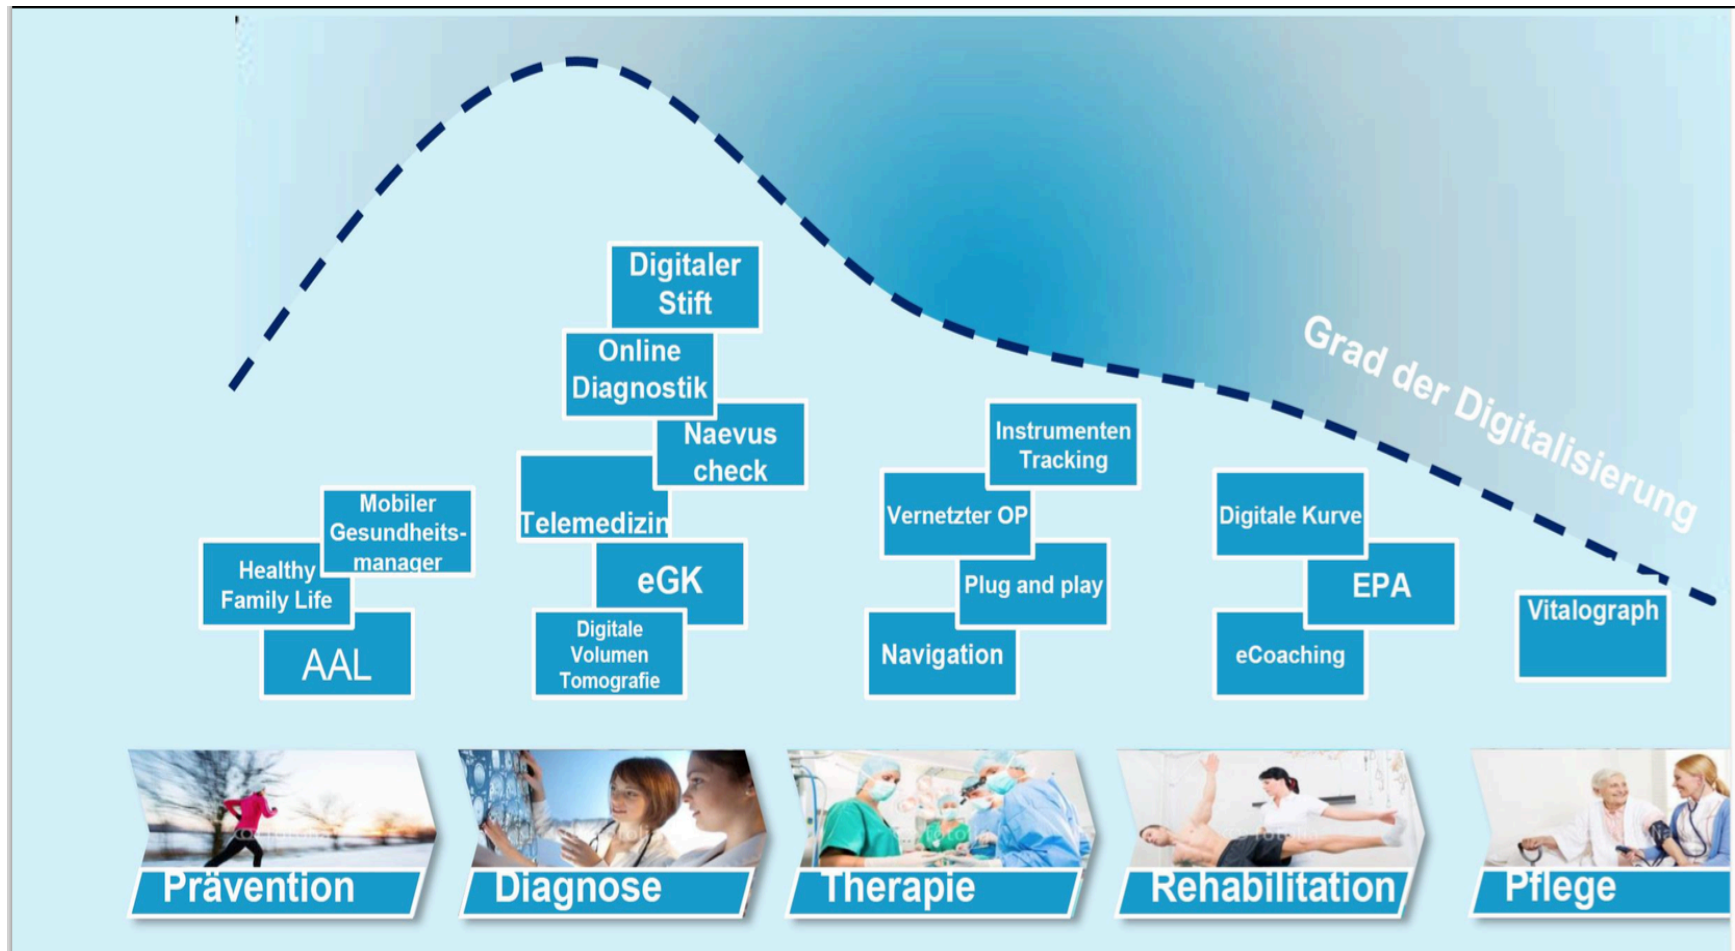 Grad der Digitalisierung
Digitaler
Stift
Online
Diagnostik
Naevus
check
Telemedizin
eGK
Digitale
Volumen
Tomografie
Mobiler
Gesundheits-
manager
Healthy
Family Life
AAL
Instrumenten
Tracking
Vernetzter OP
Plug and play
Navigation
Digitale Kurve
EPA
eCoaching
Vitalograph
Prävention
Diagnose
Therapie
Rehabilitation
Pflege